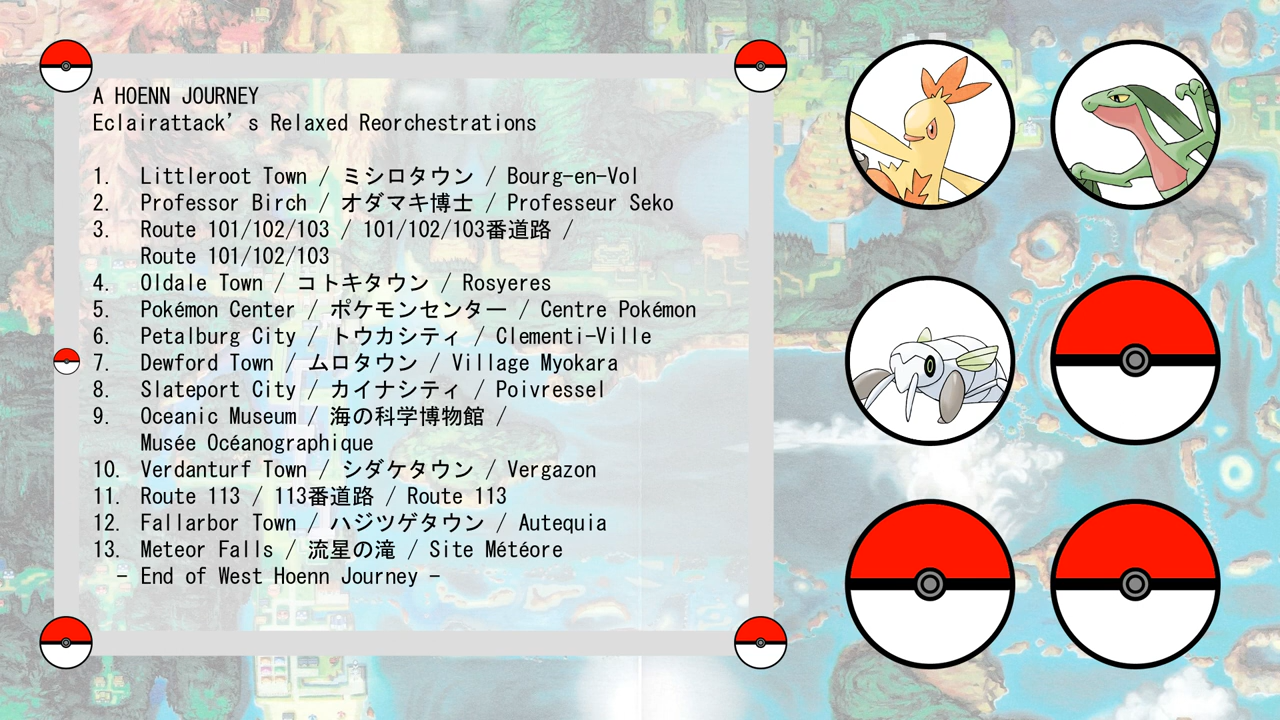 A HOENN JOURNEY
Eclairattack's Relaxed Reorchestrations
1. Littleroot Town / ミシロタウン / Bourg-en-Vol
2. Professor Birch / オダマキ博士 / Professeur Seko
3. Route 101/102/103 / 101/102/103番道路 /
Route 101/102/103
4. Oldale Town / コトキタウン / Rosyeres
5. Pokémon Center / ポケモンセンター / Centre Pokémon
6. Petalburg City / トウカシティ / Clementi-Ville
7. Dewford Town / ムロタウン / Village Myokara
8. Slateport City / カイナシティ / Poivressel
9. Oceanic Museum / 海の科学博物館 /
Musée Océanographique
10. Verdanturf Town / シダケタウン / Vergazon
11. Route 113 / 113番道路 / Route 113
12. Fallarbor Town / ハジツゲタウン / Autequia
13. Meteor Falls / 流星の滝 / Site Météore
- End of West Hoenn Journey -